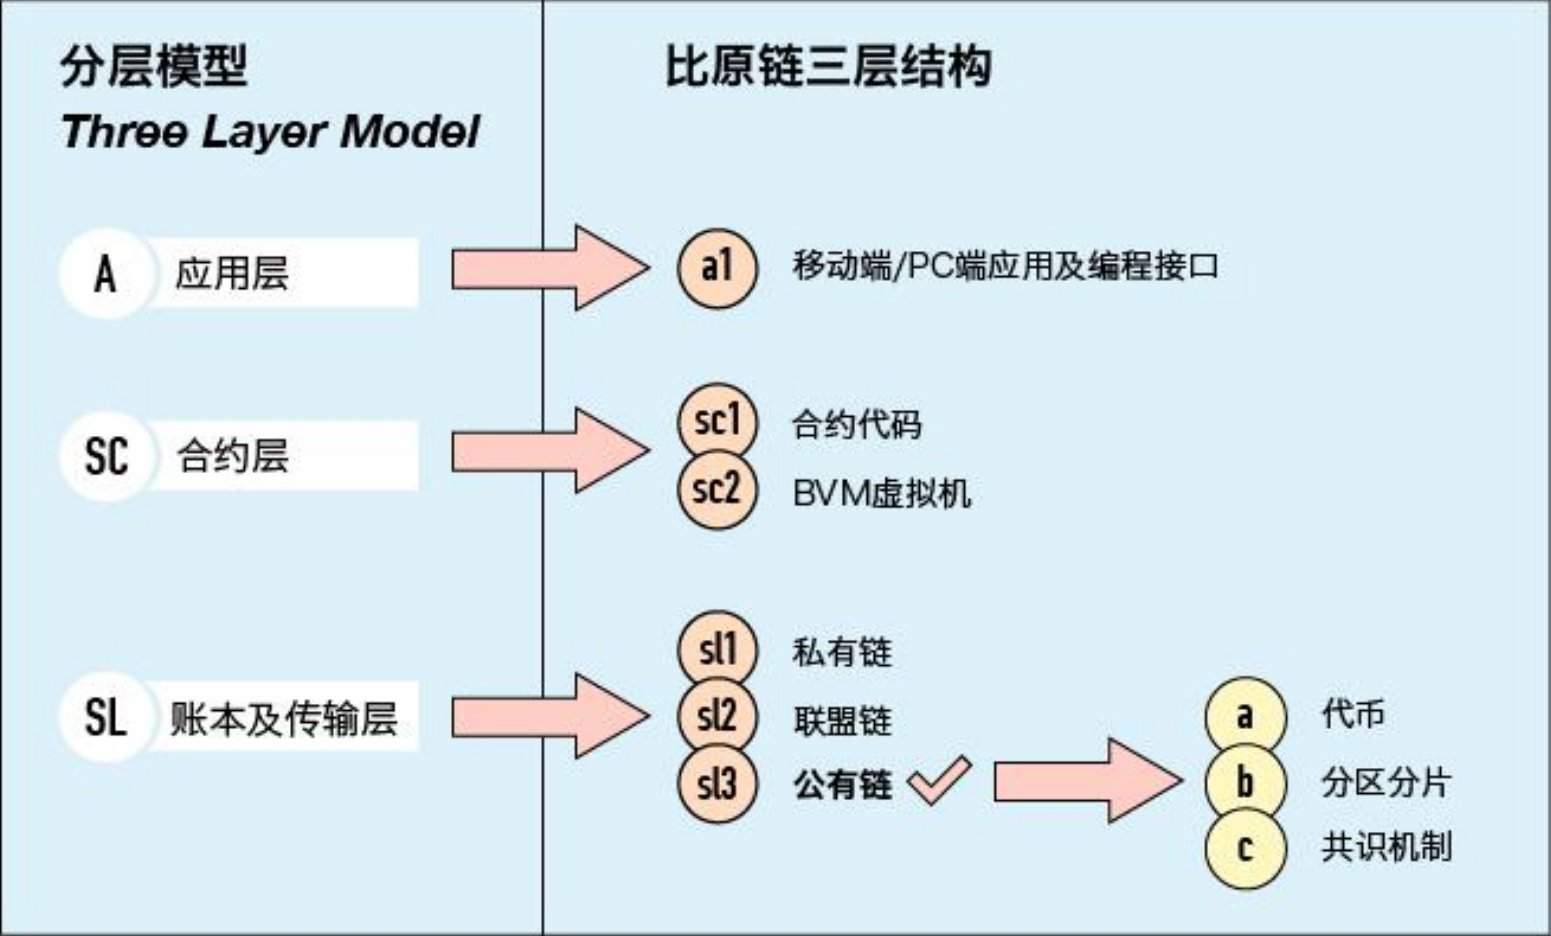 分层模型
Three Layer Model
比原链三层结构
A 应用层
a1 移动端/PC端应用及编程接口
SC 合约层
sc1 合约代码
sc2 BVM虚拟机
SL 账本及传输层
sl1 私有链
sl2 联盟链
sl3 公有链
a 代币
b 分区分片
c 共识机制